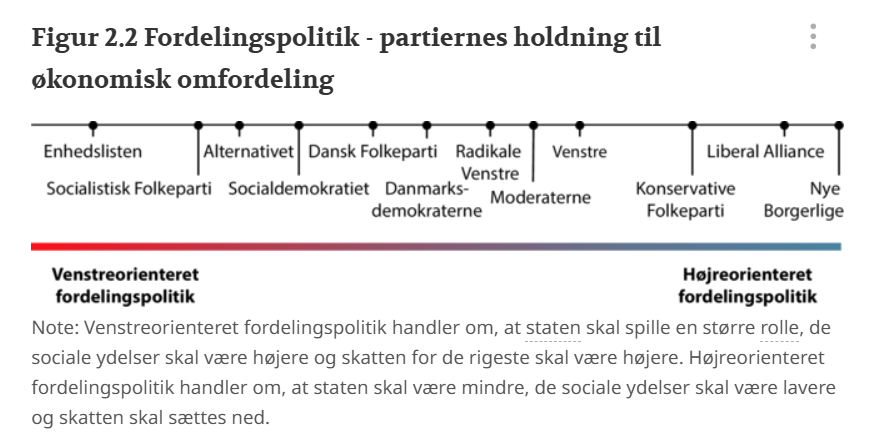 Figur 2.2 Fordelingspolitik - partiernes holdning til
økonomisk omfordeling
Enhedslisten
Alternativet
Dansk Folkeparti
Radikale
Venstre
Venstre
Liberal Alliance
Socialistisk Folkeparti
Socialdemokratiet
Danmarks-
demokraterne
Moderaterne
Konservative
Folkeparti
Nye
Borgerlige
Venstreorienteret
fordelingspolitik
Højreorienteret
fordelingspolitik
Note: Venstreorienteret fordelingspolitik handler om, at staten skal spille en større rolle, de
sociale ydelser skal være højere og skatten for de rigeste skal være højere. Højreorienteret
fordelingspolitik handler om, at staten skal være mindre, de sociale ydelser skal være lavere
og skatten skal sættes ned.